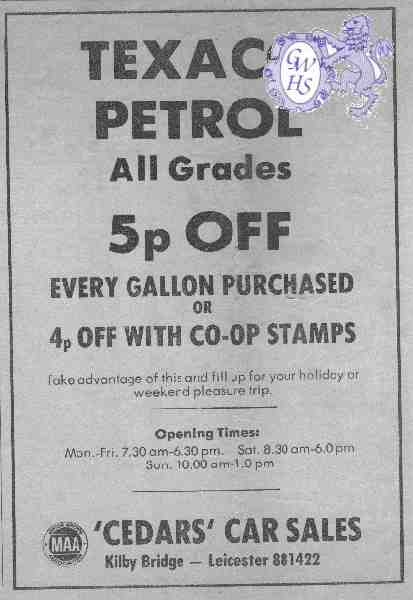 TEXACO
GWHS
PETROL
All Grades
5p OFF
EVERY GALLON PURCHASED
OR
4p OFF WITH CO-OP STAMPS
Take advantage of this and fill up for your holiday or
weekend pleasure trip.
Opening Times:
Mon.-Fri. 7.30 am-6.30 pm. Sat. 8.30 am-6.0 pm
Sun. 10.00 am-1.0 pm
MAA
'CEDARS' CAR SALES
Kilby Bridge — Leicester 881422